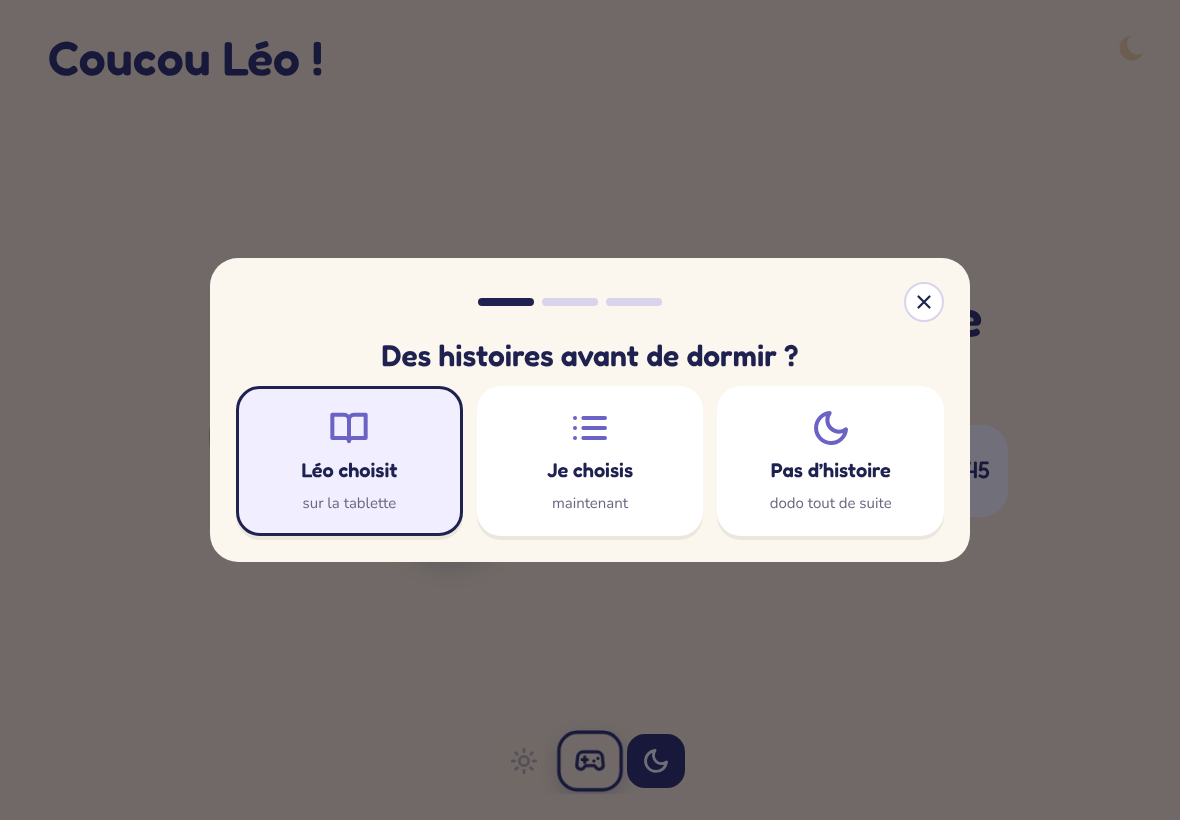 Coucou Léo !
Des histoires avant de dormir ?
Léo choisit
sur la tablette
Je choisis
maintenant
Pas d’histoire
dodo tout de suite